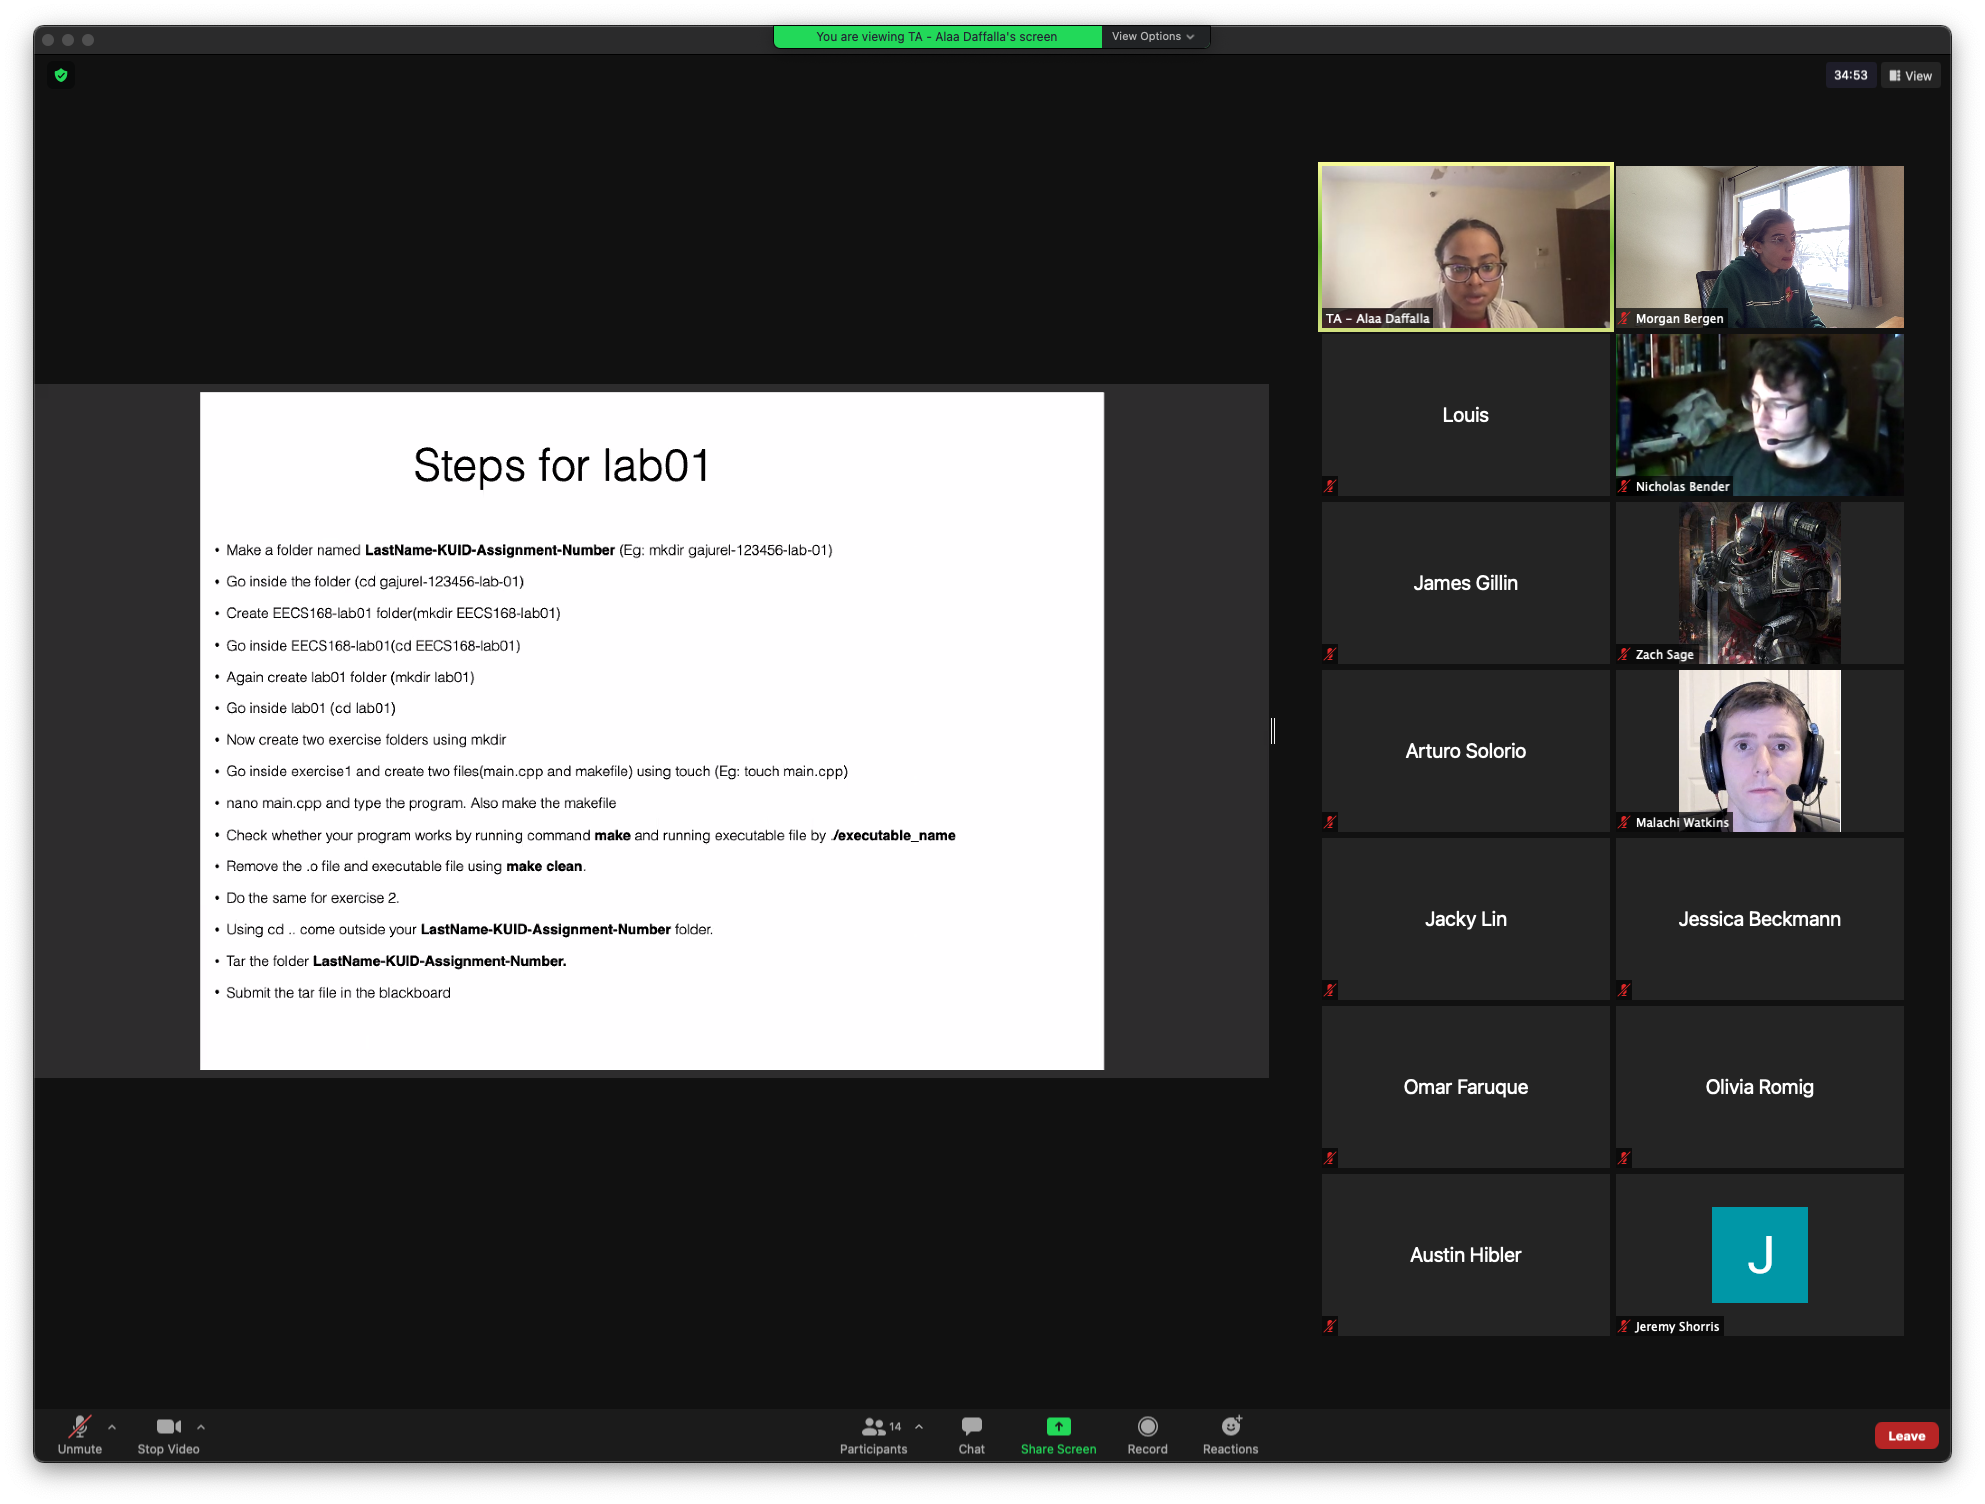 You are viewing TA - Alaa Daffalla's screen
View Options
34:53
View
TA - Alaa Daffalla
Morgan Bergen
Louis
Nicholas Bender
Steps for lab01
• Make a folder named LastName-KUID-Assignment-Number (Eg: mkdir gajurel-123456-lab-01)
• Go inside the folder (cd gajurel-123456-lab-01)
• Create EECS168-lab01 folder(mkdir EECS168-lab01)
• Go inside EECS168-lab01(cd EECS168-lab01)
• Again create lab01 folder (mkdir lab01)
• Go inside lab01 (cd lab01)
• Now create two exercise folders using mkdir
• Go inside exercise1 and create two files(main.cpp and makefile) using touch (Eg: touch main.cpp)
• nano main.cpp and type the program. Also make the makefile
• Check whether your program works by running command make and running executable file by ./executable_name
• Remove the .o file and executable file using make clean.
• Do the same for exercise 2.
• Using cd .. come outside your LastName-KUID-Assignment-Number folder.
• Tar the folder LastName-KUID-Assignment-Number.
• Submit the tar file in the blackboard
James Gillin
Zach Sage
Arturo Solorio
Malachi Watkins
Jacky Lin
Jessica Beckmann
Omar Faruque
Olivia Romig
Austin Hibler
J
Jeremy Shorris
Unmute
Stop Video
14
Participants
Chat
Share Screen
Record
Reactions
Leave